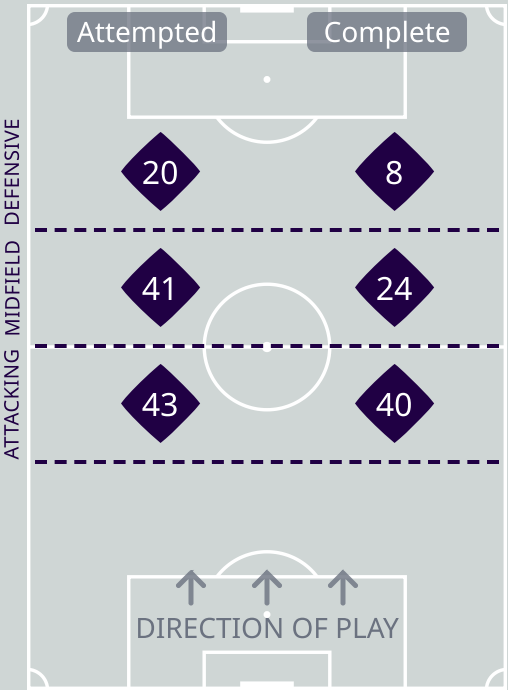 Attempted Complete
DEFENSIVE
20 8
MIDFIELD
41 24
ATTACKING
43 40
DIRECTION OF PLAY